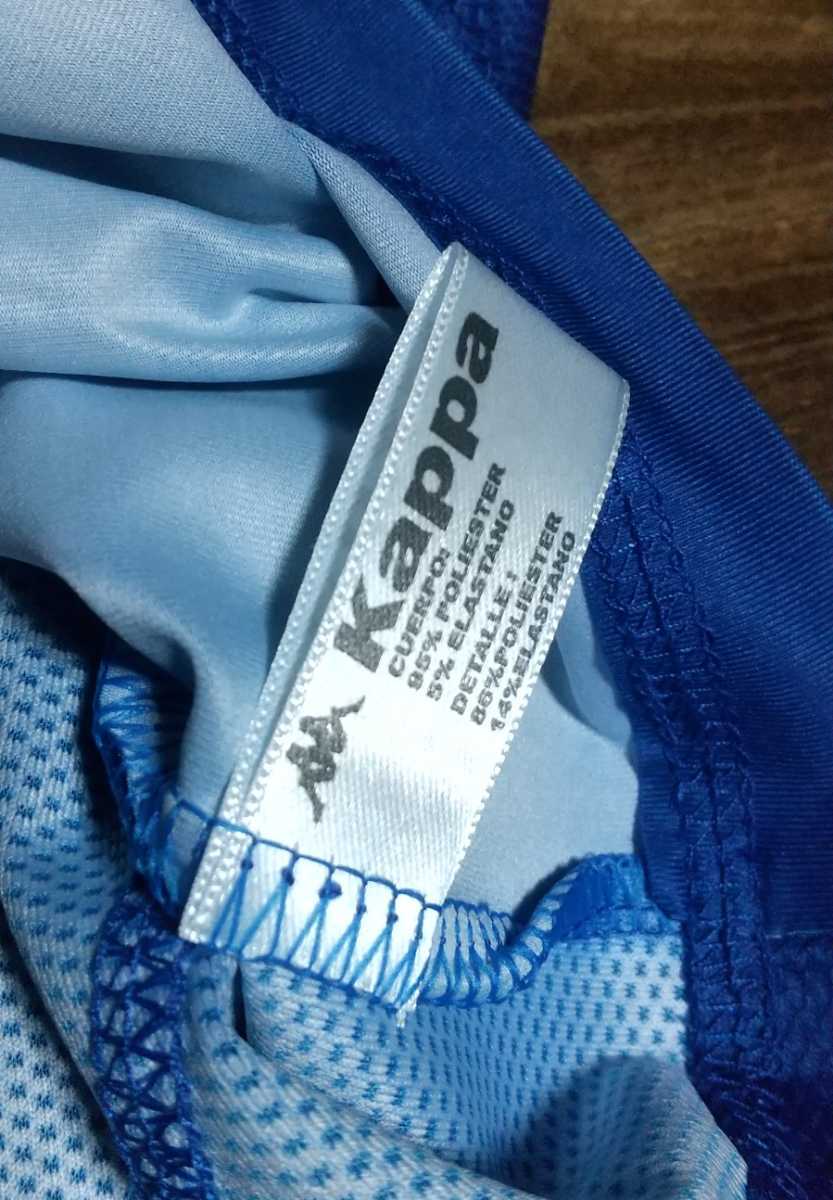 Kappa
CUERPO:
95% POLIESTER
5% ELASTANO
DETALLE :
86%POLIESTER
14%ELASTANO